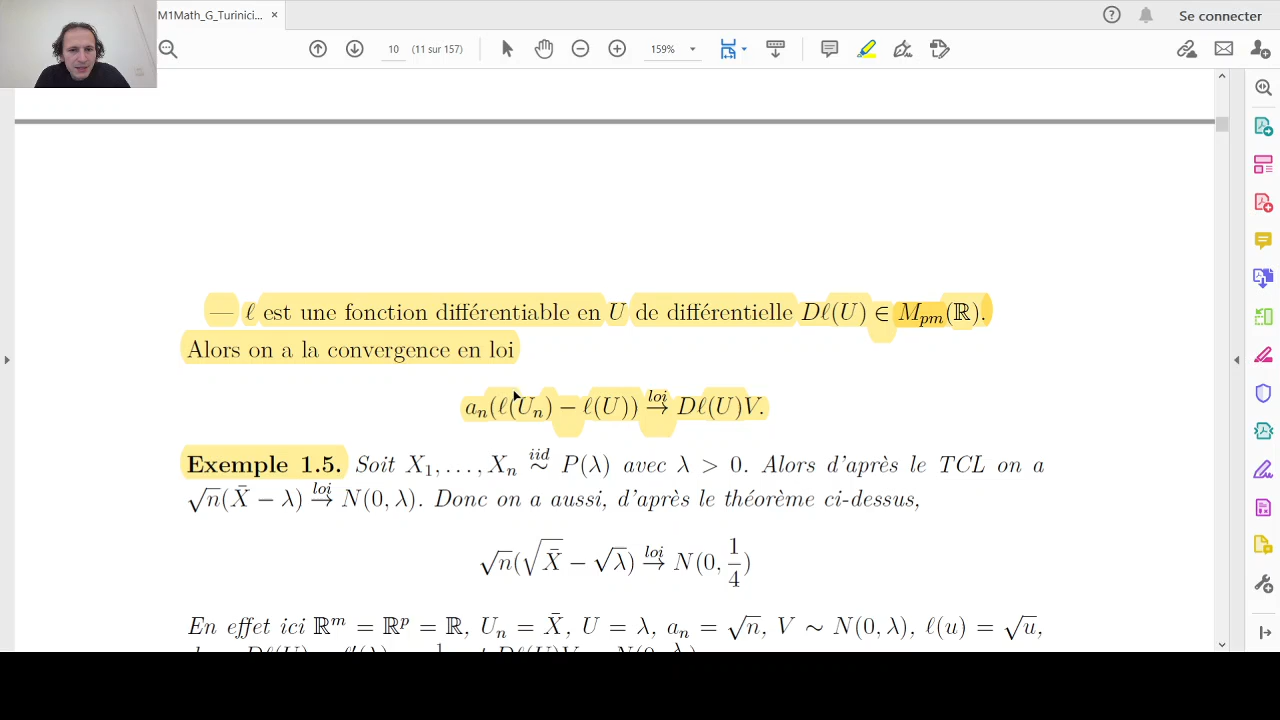 M1Math_G_Turinici... ×
10 (11 sur 157) 159% Se connecter
— ℓ est une fonction différentiable en U de différentielle Dℓ(U) ∈ M_{pm}(ℝ).
Alors on a la convergence en loi
a_n(ℓ(U_n) − ℓ(U)) →^{loi} Dℓ(U)V.
Exemple 1.5. Soit X_1, . . . , X_n ∼^{iid} P(λ) avec λ > 0. Alors d'après le TCL on a
√n(X̄ − λ) →^{loi} N(0, λ). Donc on a aussi, d'après le théorème ci-dessus,
√n(√X̄ − √λ) →^{loi} N(0, 1/4)
En effet ici ℝ^m = ℝ^p = ℝ, U_n = X̄, U = λ, a_n = √n, V ∼ N(0, λ), ℓ(u) = √u,